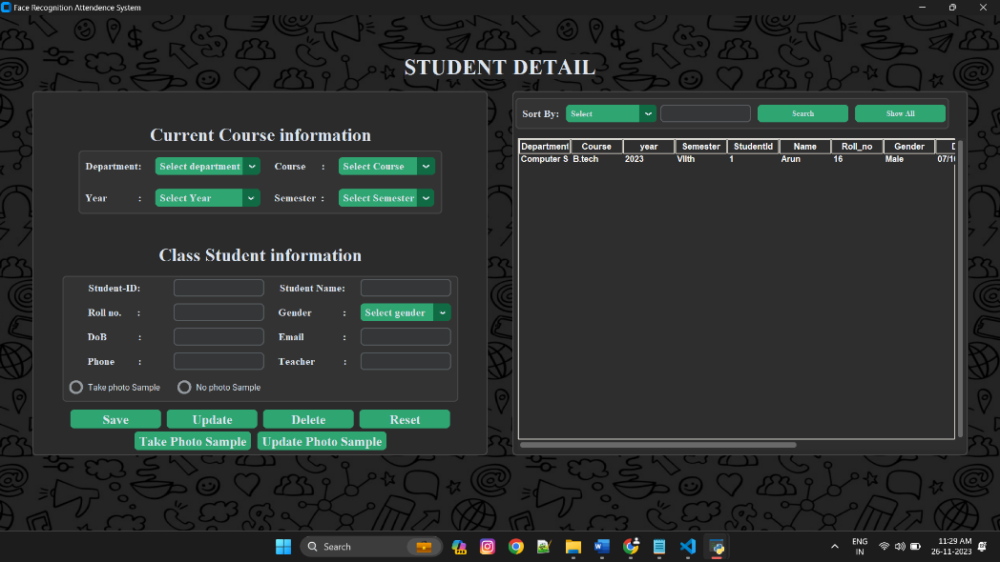 Face Recognition Attendence System
STUDENT DETAIL
Current Course information
Department: Select department Course : Select Course
Year : Select Year Semester : Select Semester
Class Student information
Student-ID: Student Name:
Roll no. : Gender : Select gender
DoB : Email :
Phone : Teacher :
Take photo Sample No photo Sample
Save Update Delete Reset
Take Photo Sample Update Photo Sample
Sort By: Select Search Show All
Department Course year Semester StudentId Name Roll_no Gender D
Computer S B.tech 2023 VIIth 1 Arun 16 Male 07/1
Search
ENG
IN
11:29 AM
26-11-2023